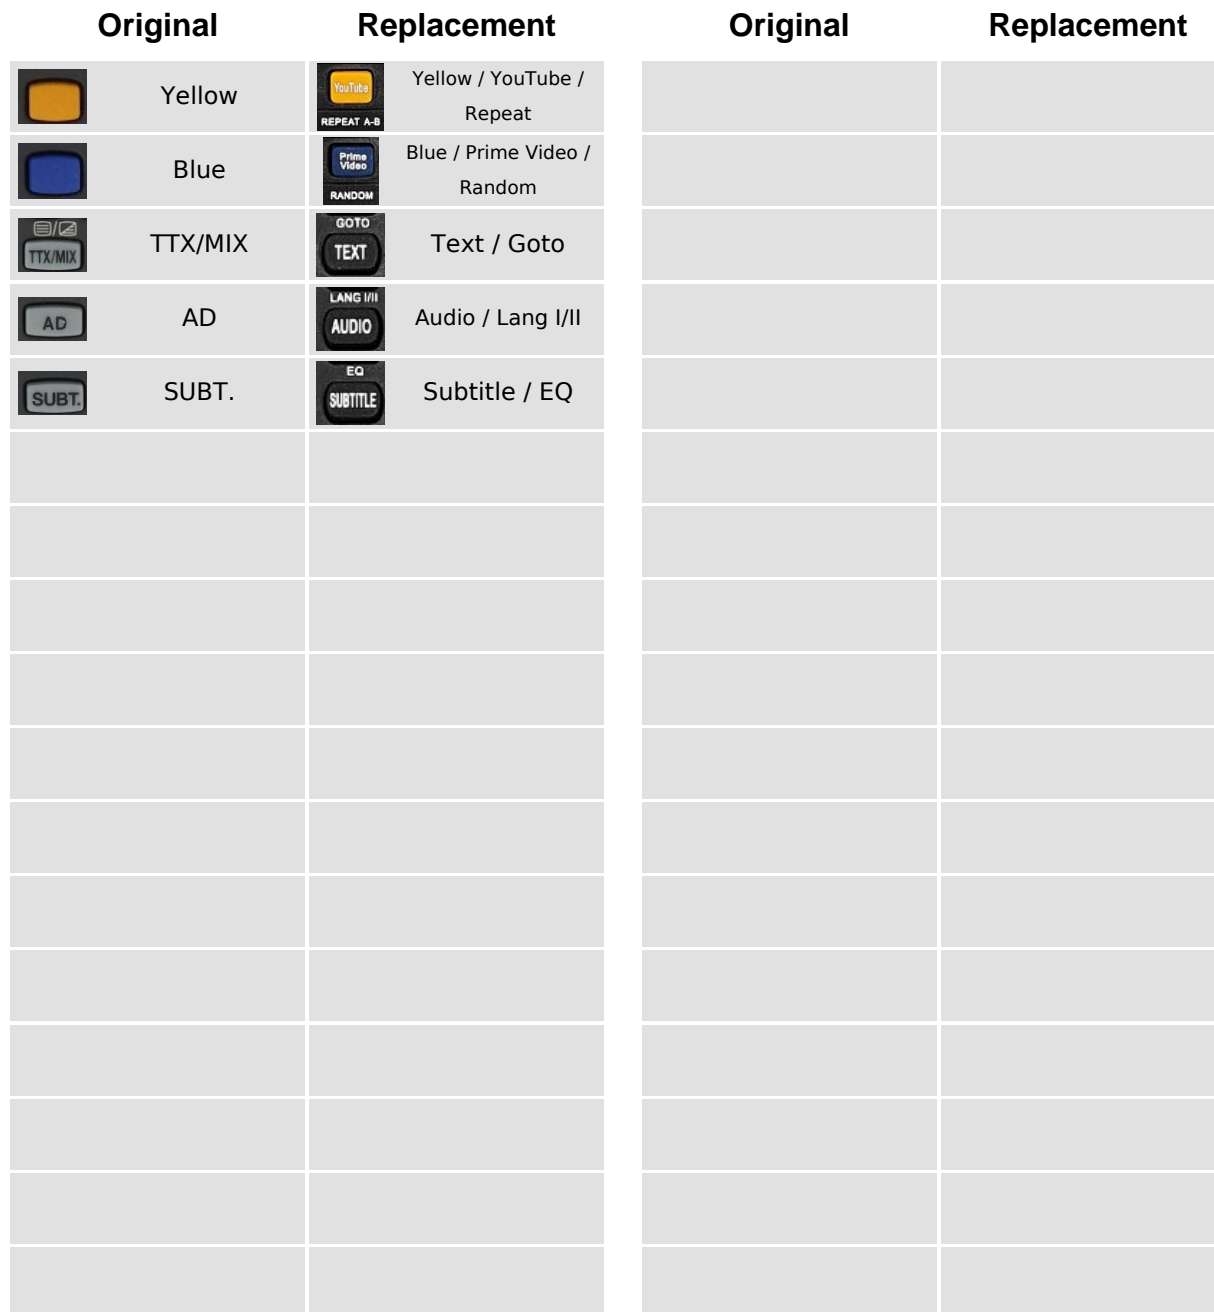 Original Replacement Original Replacement
Yellow YouTube REPEAT A-B Yellow / YouTube /
Repeat
Blue Prime Video RANDOM Blue / Prime Video /
Random
TTX/MIX TTX/MIX GOTO TEXT Text / Goto
AD AD LANG I/II AUDIO Audio / Lang I/II
SUBT. SUBT. EQ SUBTITLE Subtitle / EQ